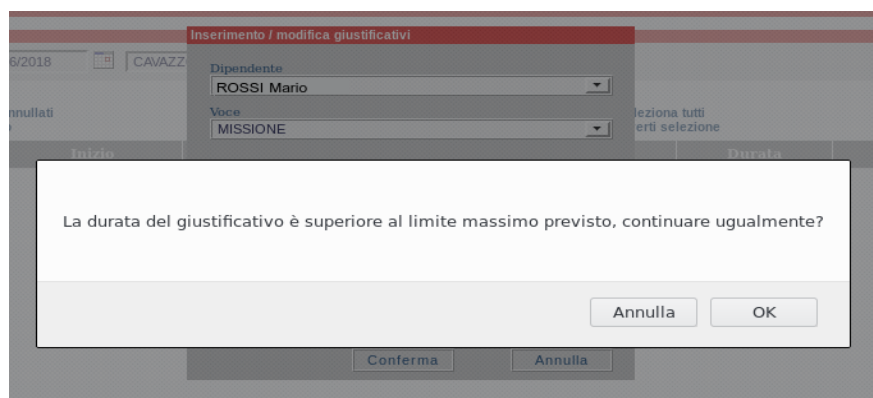 Inserimento / modifica giustificativi
6/2018
CAVAZZ
Dipendente
ROSSI Mario
nnullati
Voce
leziona tutti
MISSIONE
erti selezione
Inizio
Durata
La durata del giustificativo è superiore al limite massimo previsto, continuare ugualmente?
Annulla
OK
Conferma
Annulla